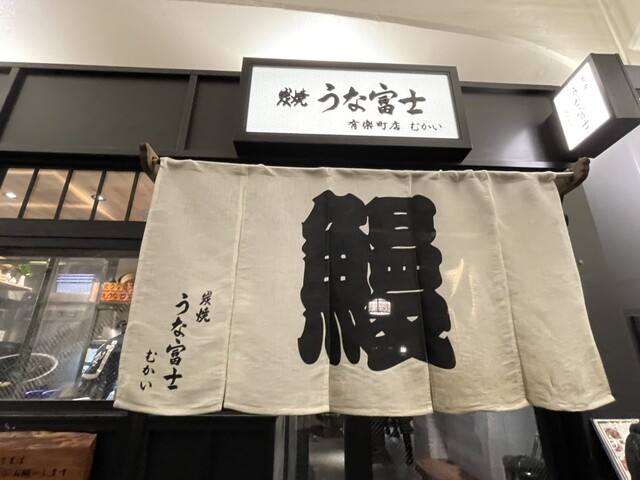 炭焼 うな富士
有楽町店 むかい
鰻
炭焼
うな富士
むかい